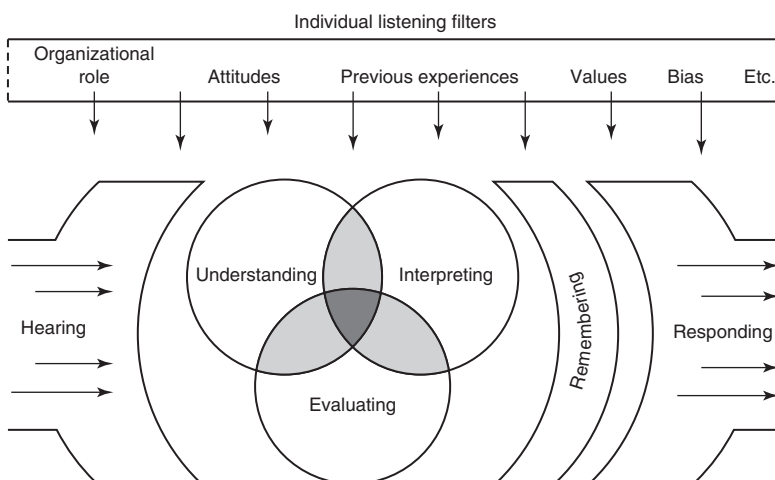 Individual listening filters
Organizational
role
Attitudes
Previous experiences
Values
Bias
Etc.
Understanding
Interpreting
Hearing
Remembering
Responding
Evaluating